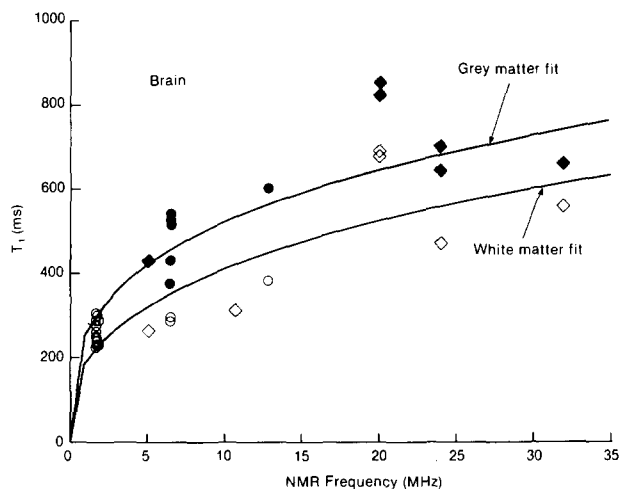 1000
800
600
400
200
0
T1 (ms)
Brain
Grey matter fit
White matter fit
0 5 10 15 20 25 30 35
NMR Frequency (MHz)